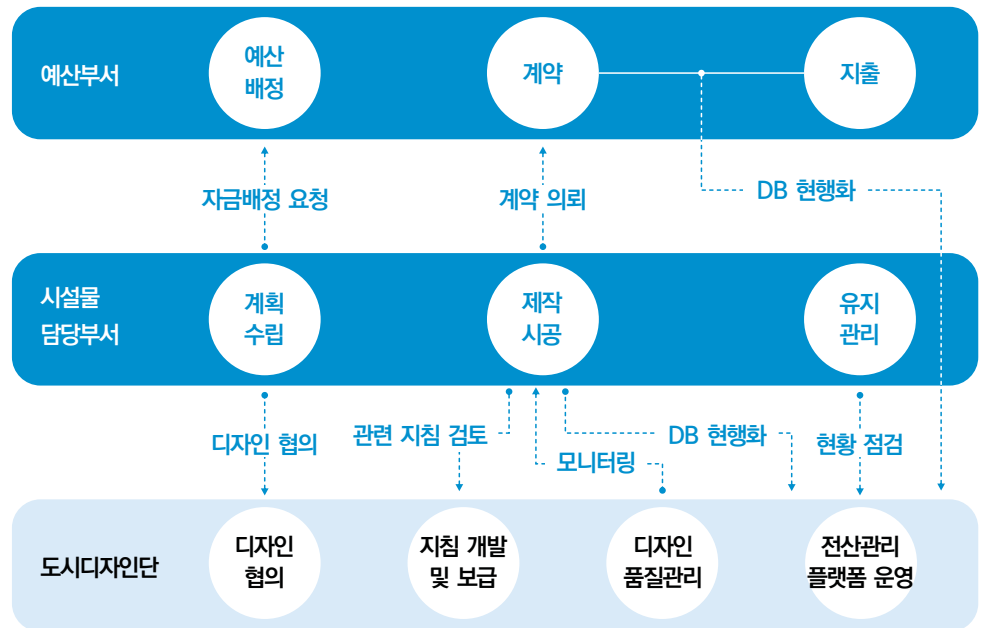 예산부서
예산
배정
계약
지출
자금배정 요청
계약 의뢰
DB 현행화
시설물
담당부서
계획
수립
제작
시공
유지
관리
디자인 협의
관련 지침 검토
모니터링
DB 현행화
현황 점검
도시디자인단
디자인
협의
지침 개발
및 보급
디자인
품질관리
전산관리
플랫폼 운영